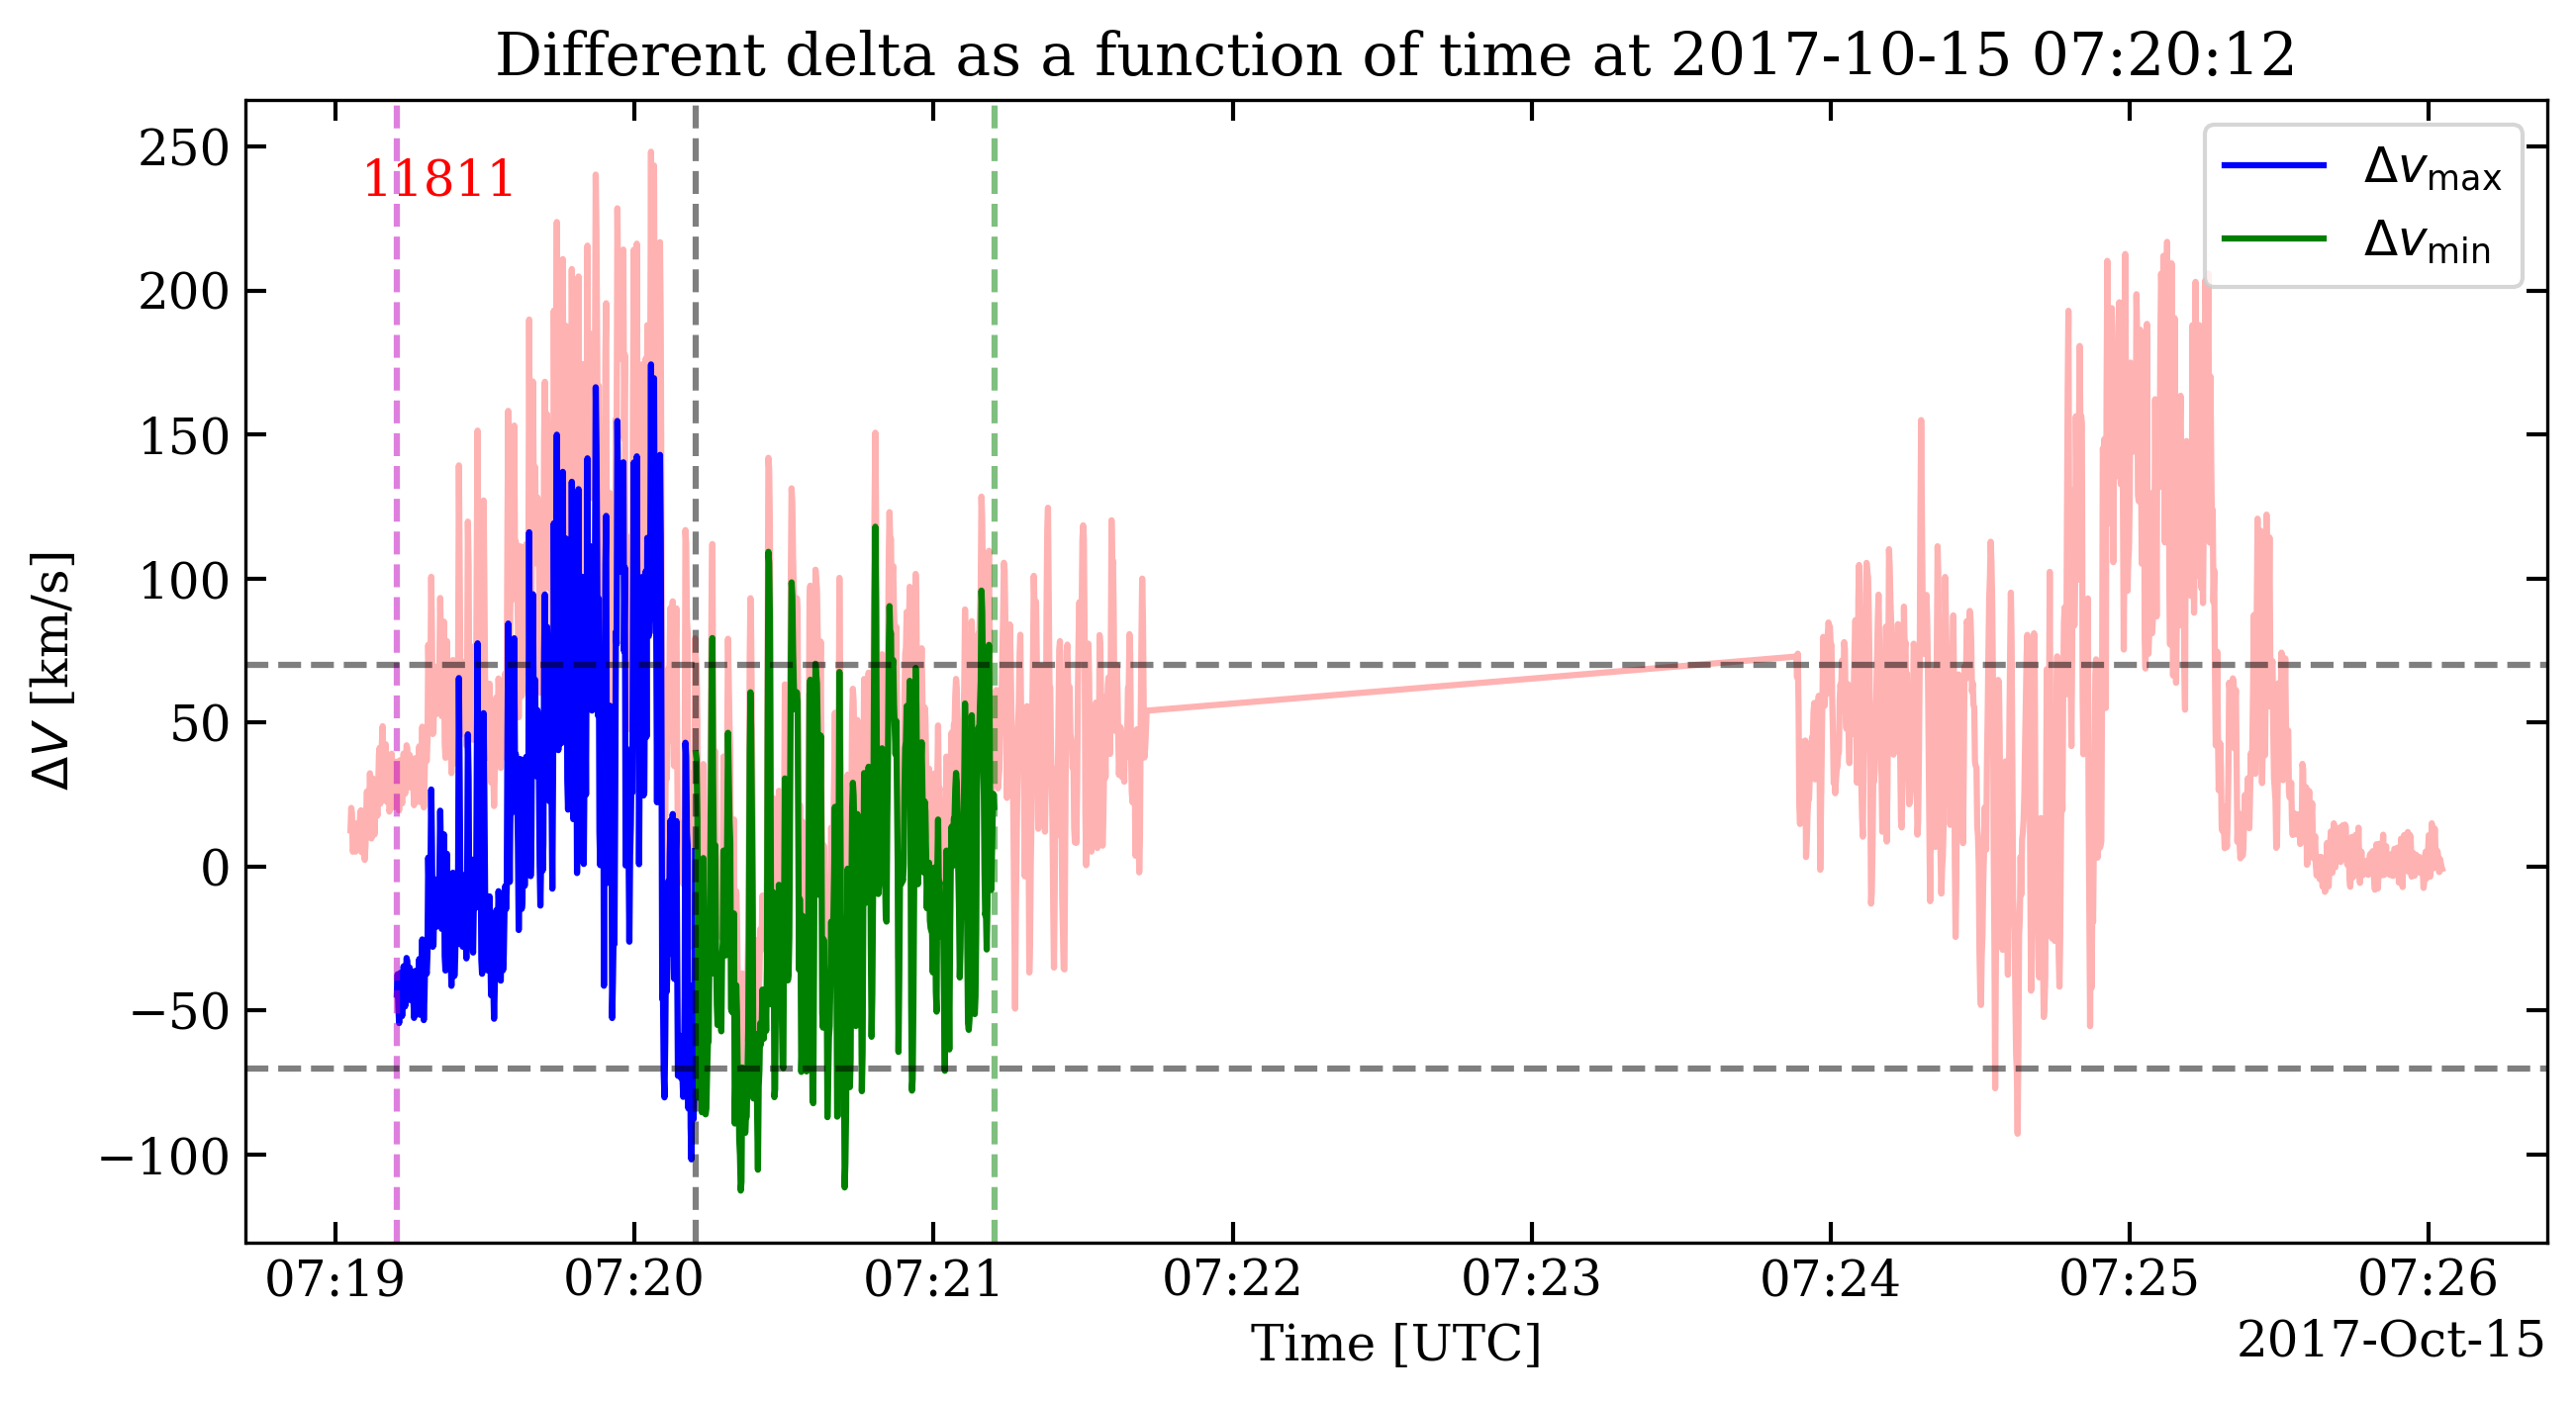 Different delta as a function of time at 2017-10-15 07:20:12
250
200
150
100
50
0
−50
−100
ΔV [km/s]
11811
Δv_max
Δv_min
07:19 07:20 07:21 07:22 07:23 07:24 07:25 07:26
Time [UTC]
2017-Oct-15